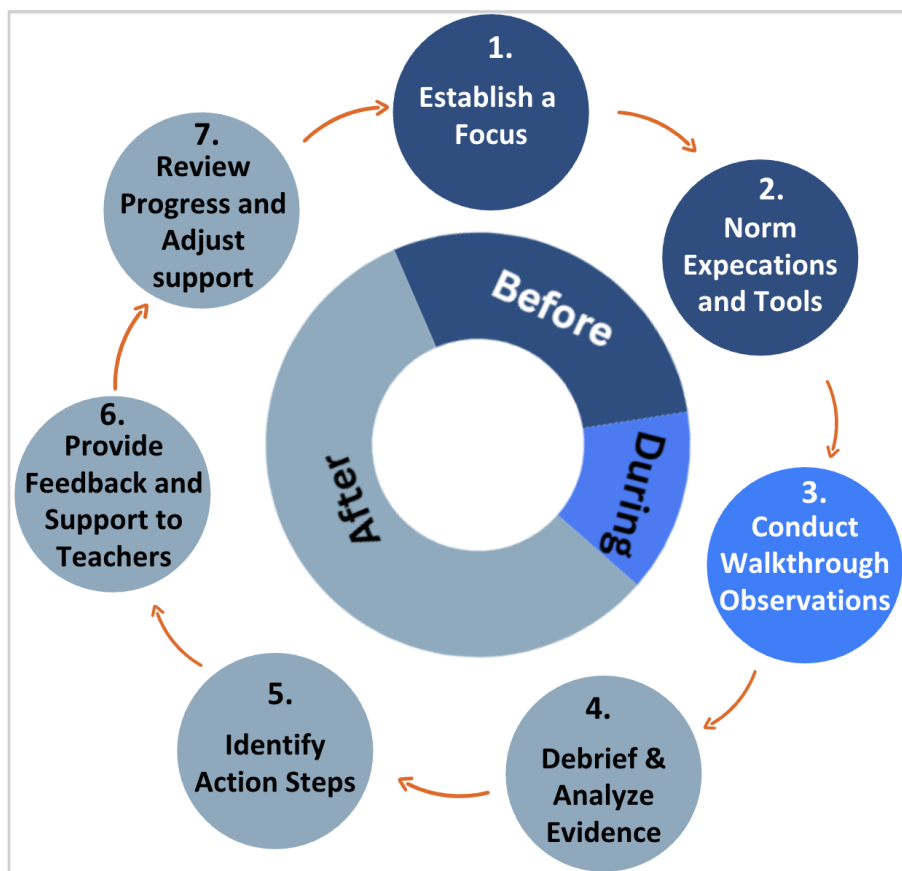 1.
Establish a
Focus
2.
Norm
Expecations
and Tools
3.
Conduct
Walkthrough
Observations
4.
Debrief &
Analyze
Evidence
5.
Identify
Action Steps
6.
Provide
Feedback and
Support to
Teachers
7.
Review
Progress and
Adjust
support
Before
During
After